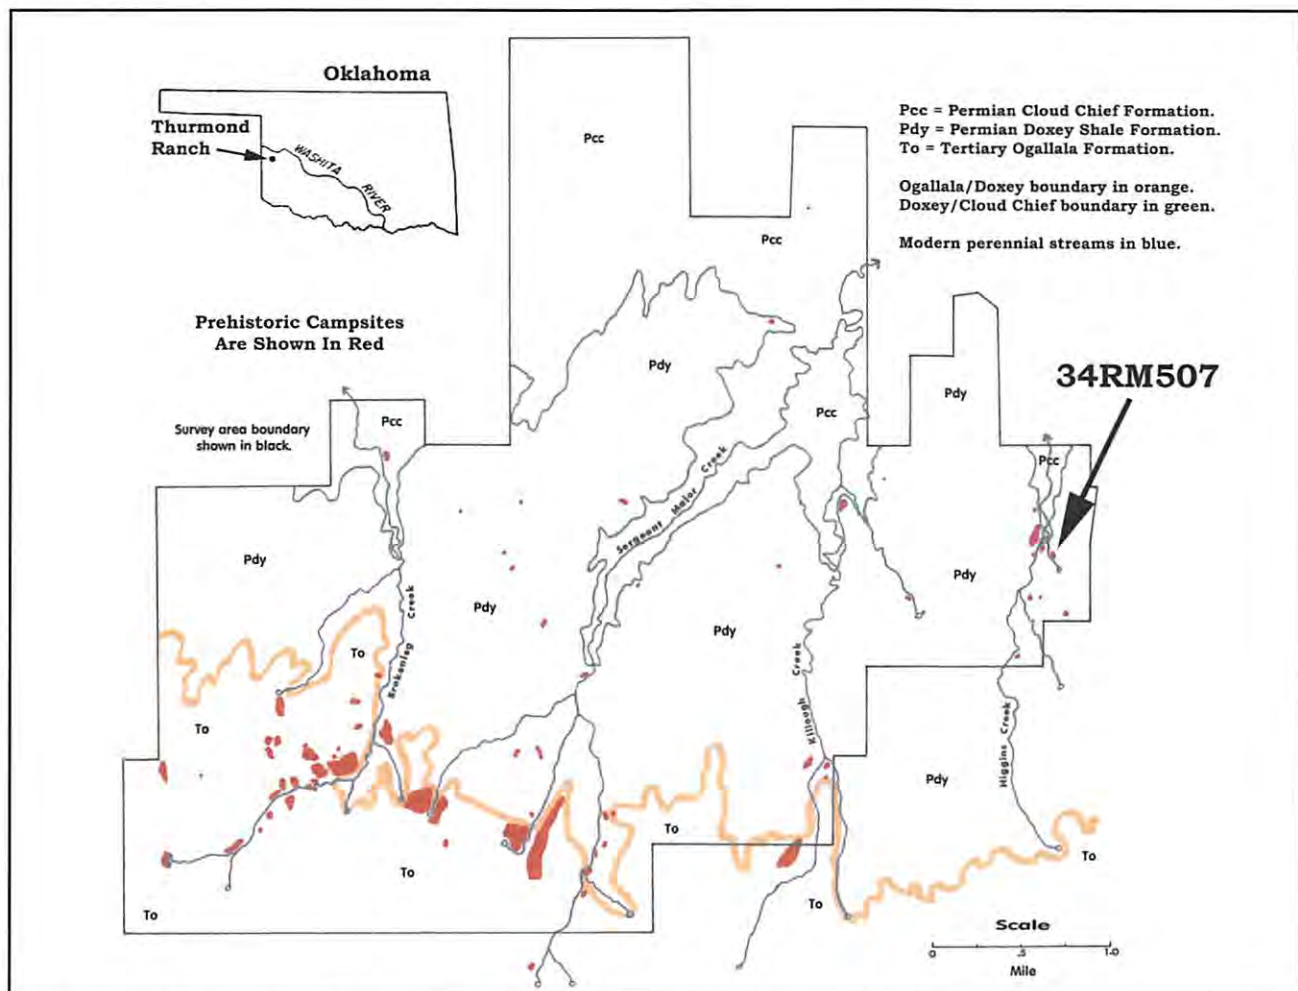 Oklahoma
Thurmond
Ranch
WASHITA
RIVER
Pcc = Permian Cloud Chief Formation.
Pdy = Permian Doxey Shale Formation.
To = Tertiary Ogallala Formation.
Ogallala/Doxey boundary in orange.
Doxey/Cloud Chief boundary in green.
Modern perennial streams in blue.
Pcc
Pcc
Prehistoric Campsites
Are Shown In Red
Pdy
34RM507
Pdy
Survey area boundary
shown in black.
Pcc
Pcc
Pcc
Sergeant Major Creek
Pdy
Pdy
Pdy
Pdy
Brokenleg Creek
To
To
Killough Creek
Higgins Creek
Pdy
To
To
To
To
To
Scale
0 .5 1.0
Mile